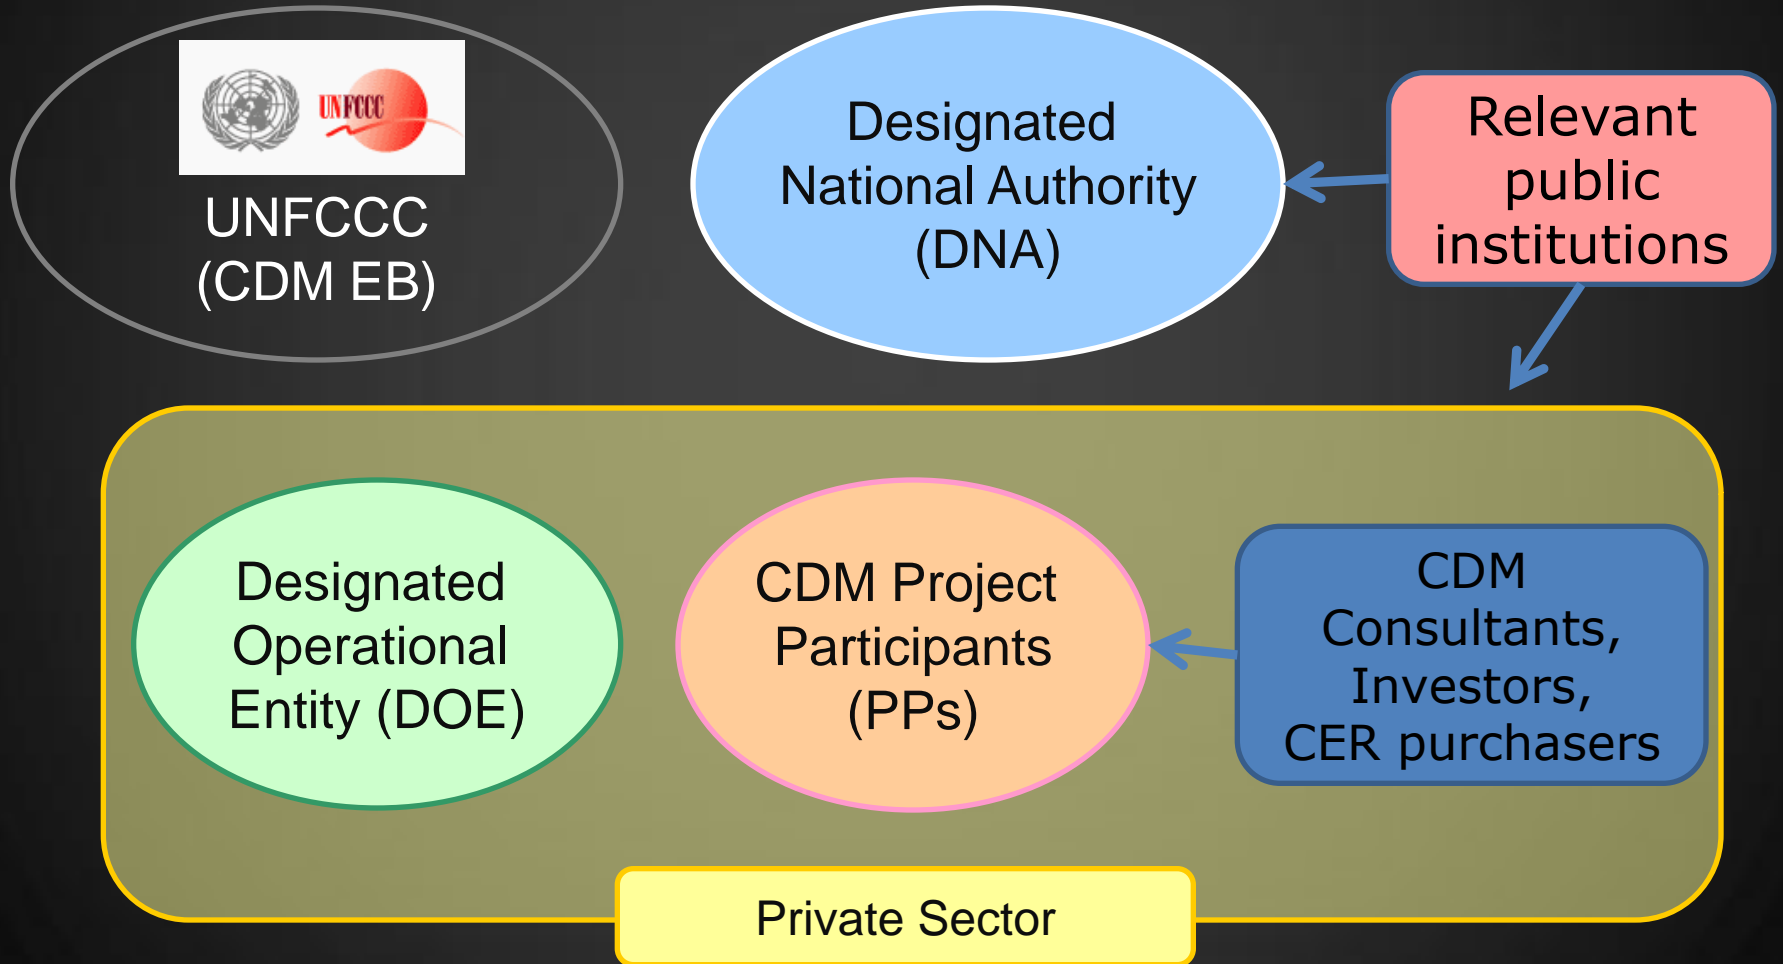 UNFCCC
UNFCCC
(CDM EB)
Designated
National Authority
(DNA)
Relevant
public
institutions
Designated
Operational
Entity (DOE)
CDM Project
Participants
(PPs)
CDM
Consultants,
Investors,
CER purchasers
Private Sector